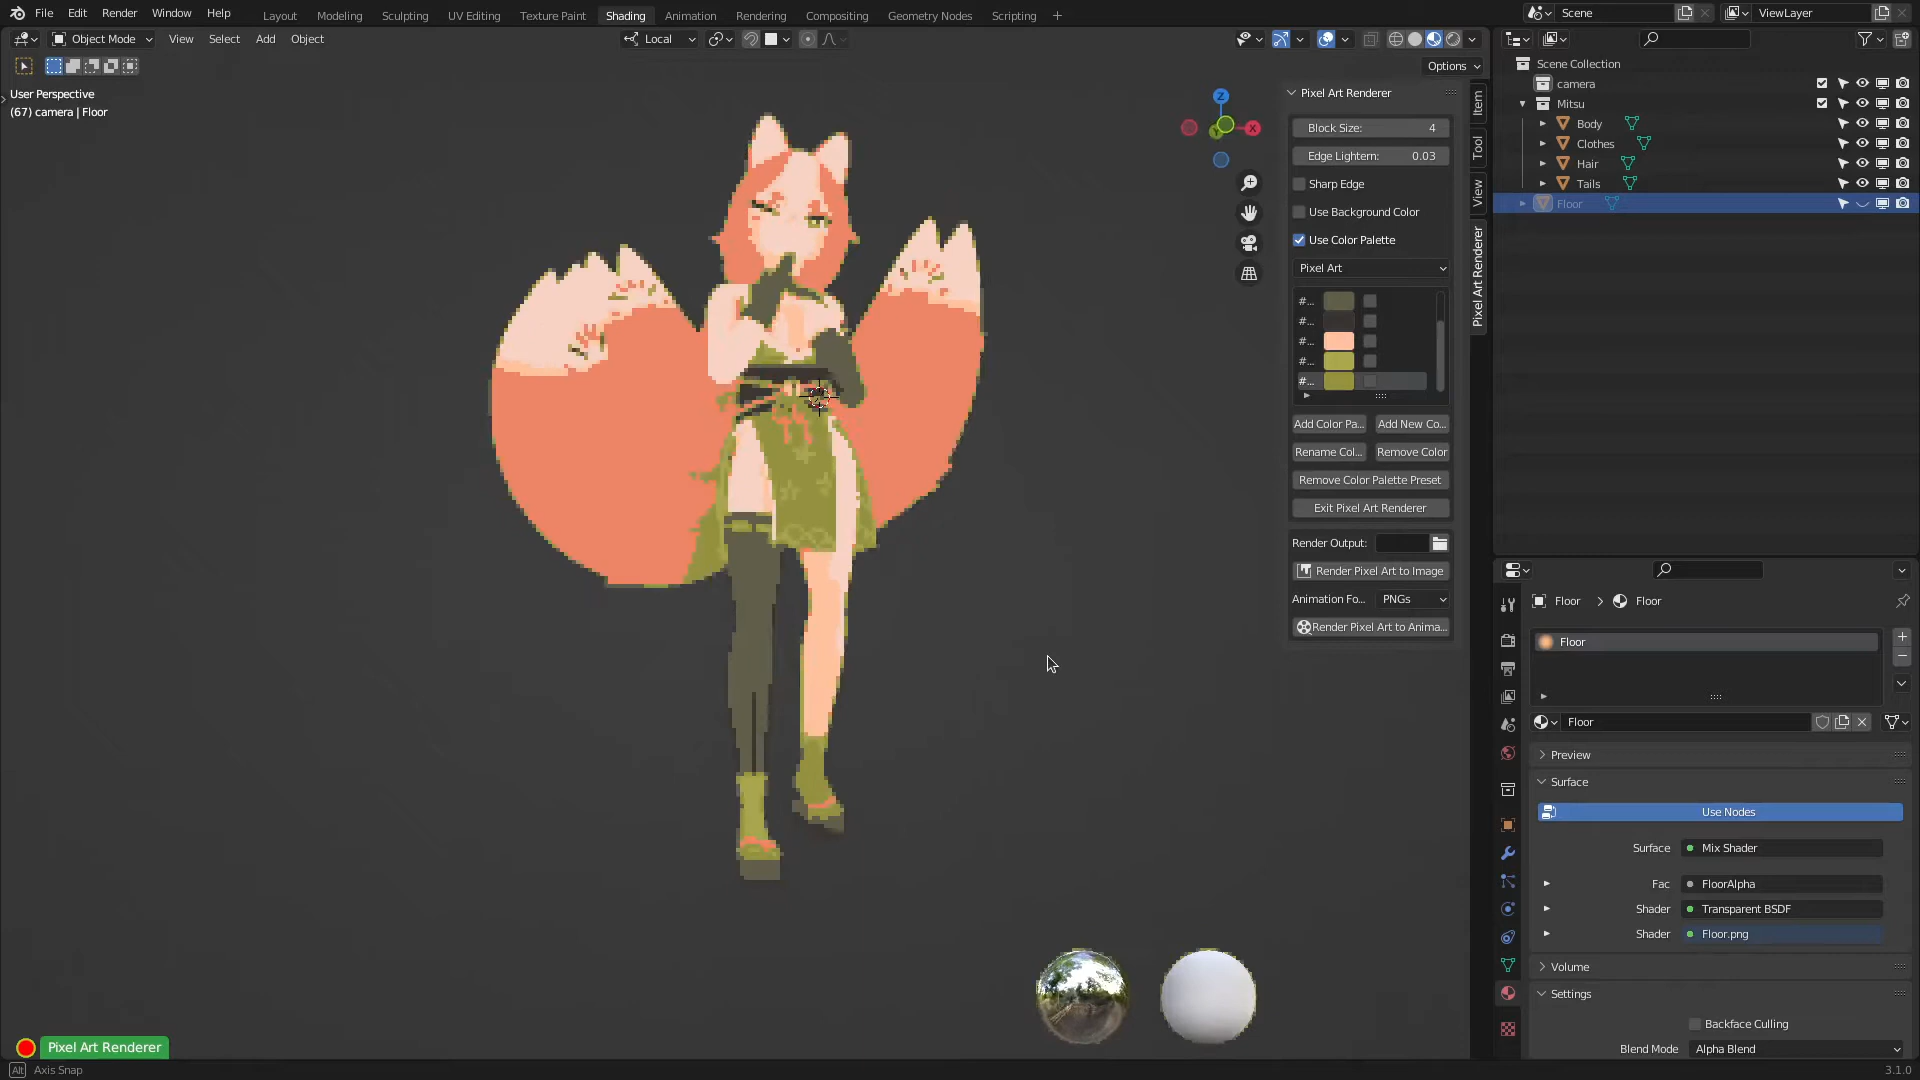 File Edit Render Window Help
Layout Modeling Sculpting UV Editing Texture Paint Shading Animation Rendering Compositing Geometry Nodes Scripting +
Scene ViewLayer
Object Mode View Select Add Object Local
Options
User Perspective
(67) camera | Floor
Z
X
Y
Pixel Art Renderer
Block Size: 4
Edge Lightern: 0.03
Sharp Edge
Use Background Color
Use Color Palette
Pixel Art
#...
#...
#...
#...
#...
Add Color Pa... Add New Co...
Rename Col... Remove Color
Remove Color Palette Preset
Exit Pixel Art Renderer
Render Output:
Render Pixel Art to Image
Animation Fo... PNGs
Render Pixel Art to Anima...
Item
Tool
View
Pixel Art Renderer
Scene Collection
camera
Mitsu
Body
Clothes
Hair
Tails
Floor
Floor > Floor
Floor
Floor
Preview
Surface
Use Nodes
Surface Mix Shader
Fac FloorAlpha
Shader Transparent BSDF
Shader Floor.png
Volume
Settings
Backface Culling
Blend Mode Alpha Blend
Pixel Art Renderer
Alt Axis Snap
3.1.0